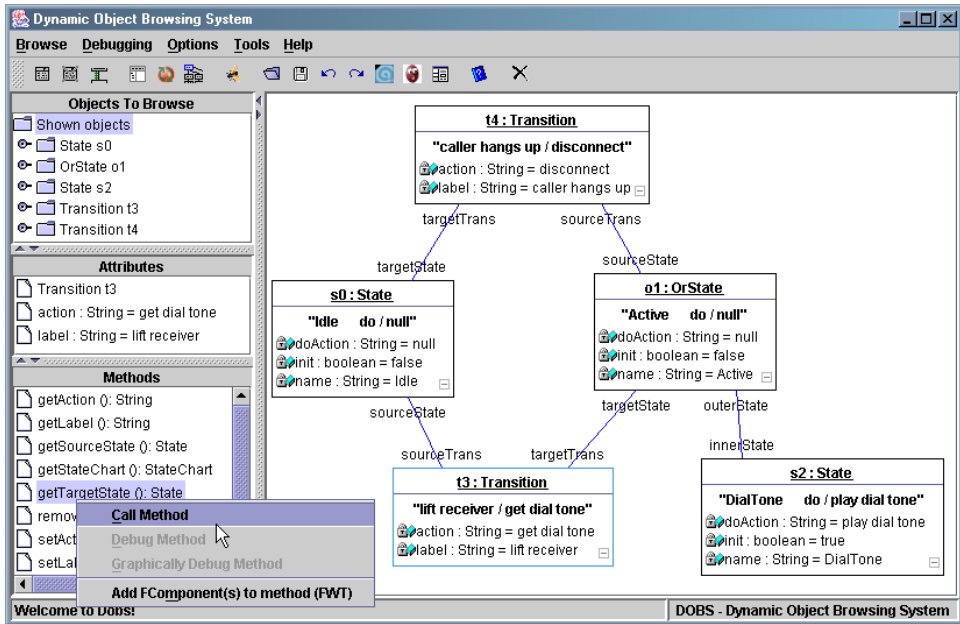 Dynamic Object Browsing System
Browse Debugging Options Tools Help
Objects To Browse
Shown objects
State s0
OrState o1
State s2
Transition t3
Transition t4
Attributes
Transition t3
action : String = get dial tone
label : String = lift receiver
Methods
getAction (): String
getLabel (): String
getSourceState (): State
getStateChart (): StateChart
getTargetState (): State
remov
setAct
setLal
Call Method
Debug Method
Graphically Debug Method
Add FComponent(s) to method (FWT)
t4 : Transition
"caller hangs up / disconnect"
action : String = disconnect
label : String = caller hangs up
targetTrans sourceTrans
targetState sourceState
s0 : State
"Idle do / null"
doAction : String = null
init : boolean = false
name : String = Idle
o1 : OrState
"Active do / null"
doAction : String = null
init : boolean = false
name : String = Active
sourceState targetState outerState
sourceTrans targetTrans innerState
t3 : Transition
"lift receiver / get dial tone"
action : String = get dial tone
label : String = lift receiver
s2 : State
"DialTone do / play dial tone"
doAction : String = play dial tone
init : boolean = true
name : String = DialTone
Welcome to Dobs!
DOBS - Dynamic Object Browsing System